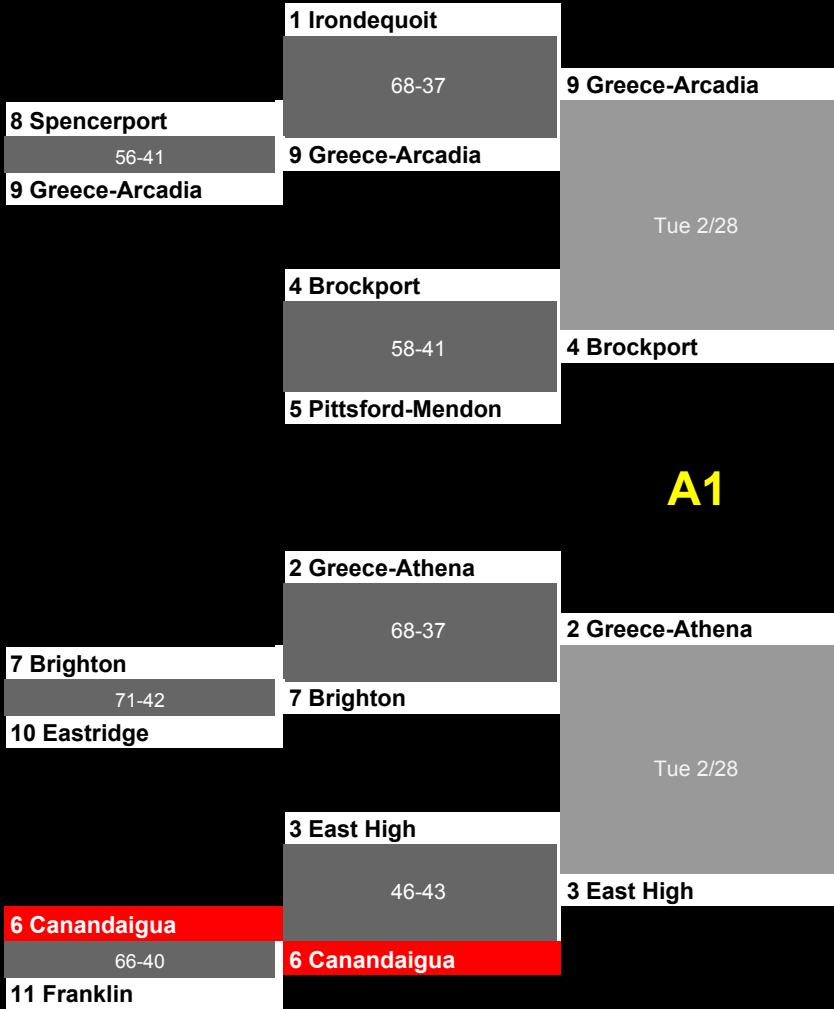 1 Irondequoit
68-37
9 Greece-Arcadia
8 Spencerport
56-41
9 Greece-Arcadia
9 Greece-Arcadia
Tue 2/28
4 Brockport
58-41
4 Brockport
5 Pittsford-Mendon
A1
2 Greece-Athena
68-37
2 Greece-Athena
7 Brighton
71-42
7 Brighton
10 Eastridge
Tue 2/28
3 East High
46-43
3 East High
6 Canandaigua
66-40
6 Canandaigua
11 Franklin